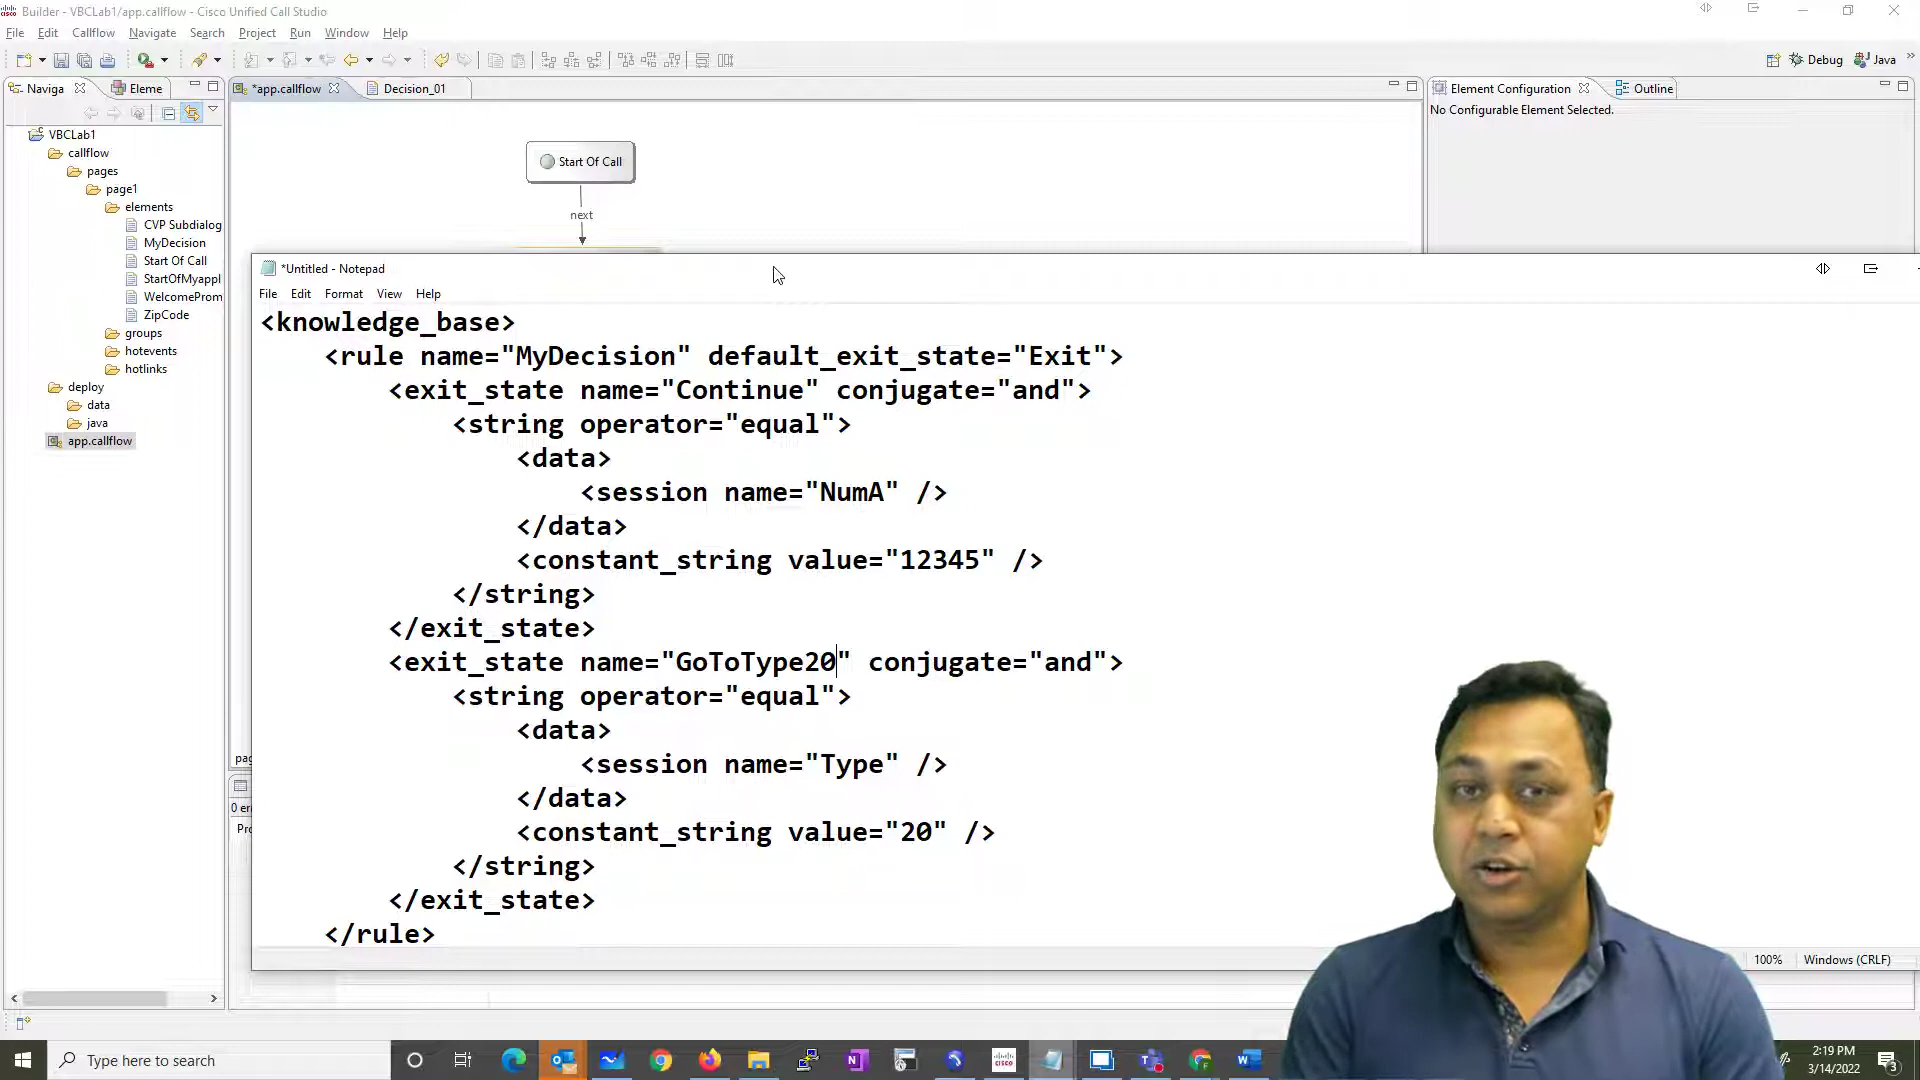 Builder - VBCLab1/app.callflow - Cisco Unified Call Studio
File Edit Callflow Navigate Search Project Run Window Help
Debug Java
Naviga Eleme
*app.callflow Decision_01
Element Configuration Outline
No Configurable Element Selected.
VBCLab1
callflow
pages
page1
elements
CVP Subdialog
MyDecision
Start Of Call
StartOfMyappl
WelcomeProm
ZipCode
groups
hotevents
hotlinks
deploy
data
java
app.callflow
Start Of Call
next
*Untitled - Notepad
File Edit Format View Help
<knowledge_base>
<rule name="MyDecision" default_exit_state="Exit">
<exit_state name="Continue" conjugate="and">
<string operator="equal">
<data>
<session name="NumA" />
</data>
<constant_string value="12345" />
</string>
</exit_state>
<exit_state name="GoToType20" conjugate="and">
<string operator="equal">
<data>
<session name="Type" />
</data>
<constant_string value="20" />
</string>
</exit_state>
</rule>
100% Windows (CRLF)
pag
0 er
Pr
Type here to search
cisco
2:19 PM
3/14/2022
3